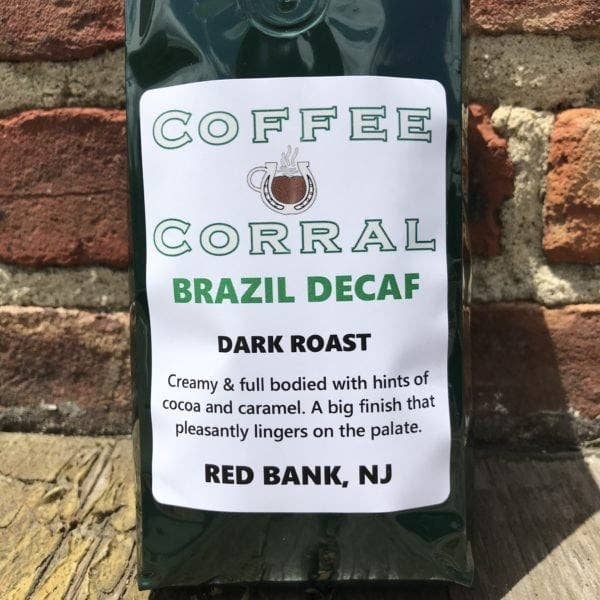 COFFEE
CORRAL
BRAZIL DECAF
DARK ROAST
Creamy & full bodied with hints of
cocoa and caramel. A big finish that
pleasantly lingers on the palate.
RED BANK, NJ